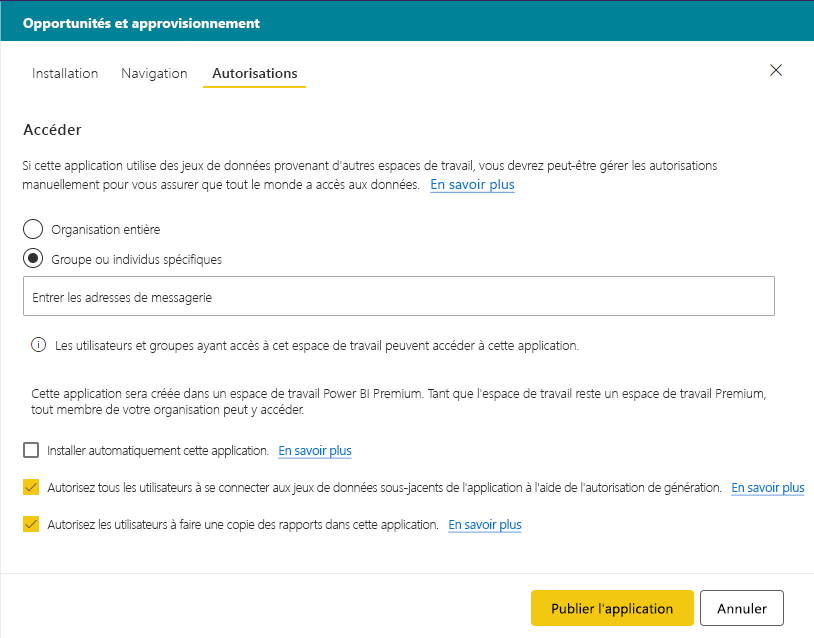 Opportunités et approvisionnement
Installation Navigation Autorisations
Accéder
Si cette application utilise des jeux de données provenant d'autres espaces de travail, vous devrez peut-être gérer les autorisations
manuellement pour vous assurer que tout le monde a accès aux données. En savoir plus
Organisation entière
Groupe ou individus spécifiques
Entrer les adresses de messagerie
Les utilisateurs et groupes ayant accès à cet espace de travail peuvent accéder à cette application.
Cette application sera créée dans un espace de travail Power BI Premium. Tant que l'espace de travail reste un espace de travail Premium,
tout membre de votre organisation peut y accéder.
Installer automatiquement cette application. En savoir plus
Autorisez tous les utilisateurs à se connecter aux jeux de données sous-jacents de l'application à l'aide de l'autorisation de génération. En savoir plus
Autorisez les utilisateurs à faire une copie des rapports dans cette application. En savoir plus
Publier l'application Annuler